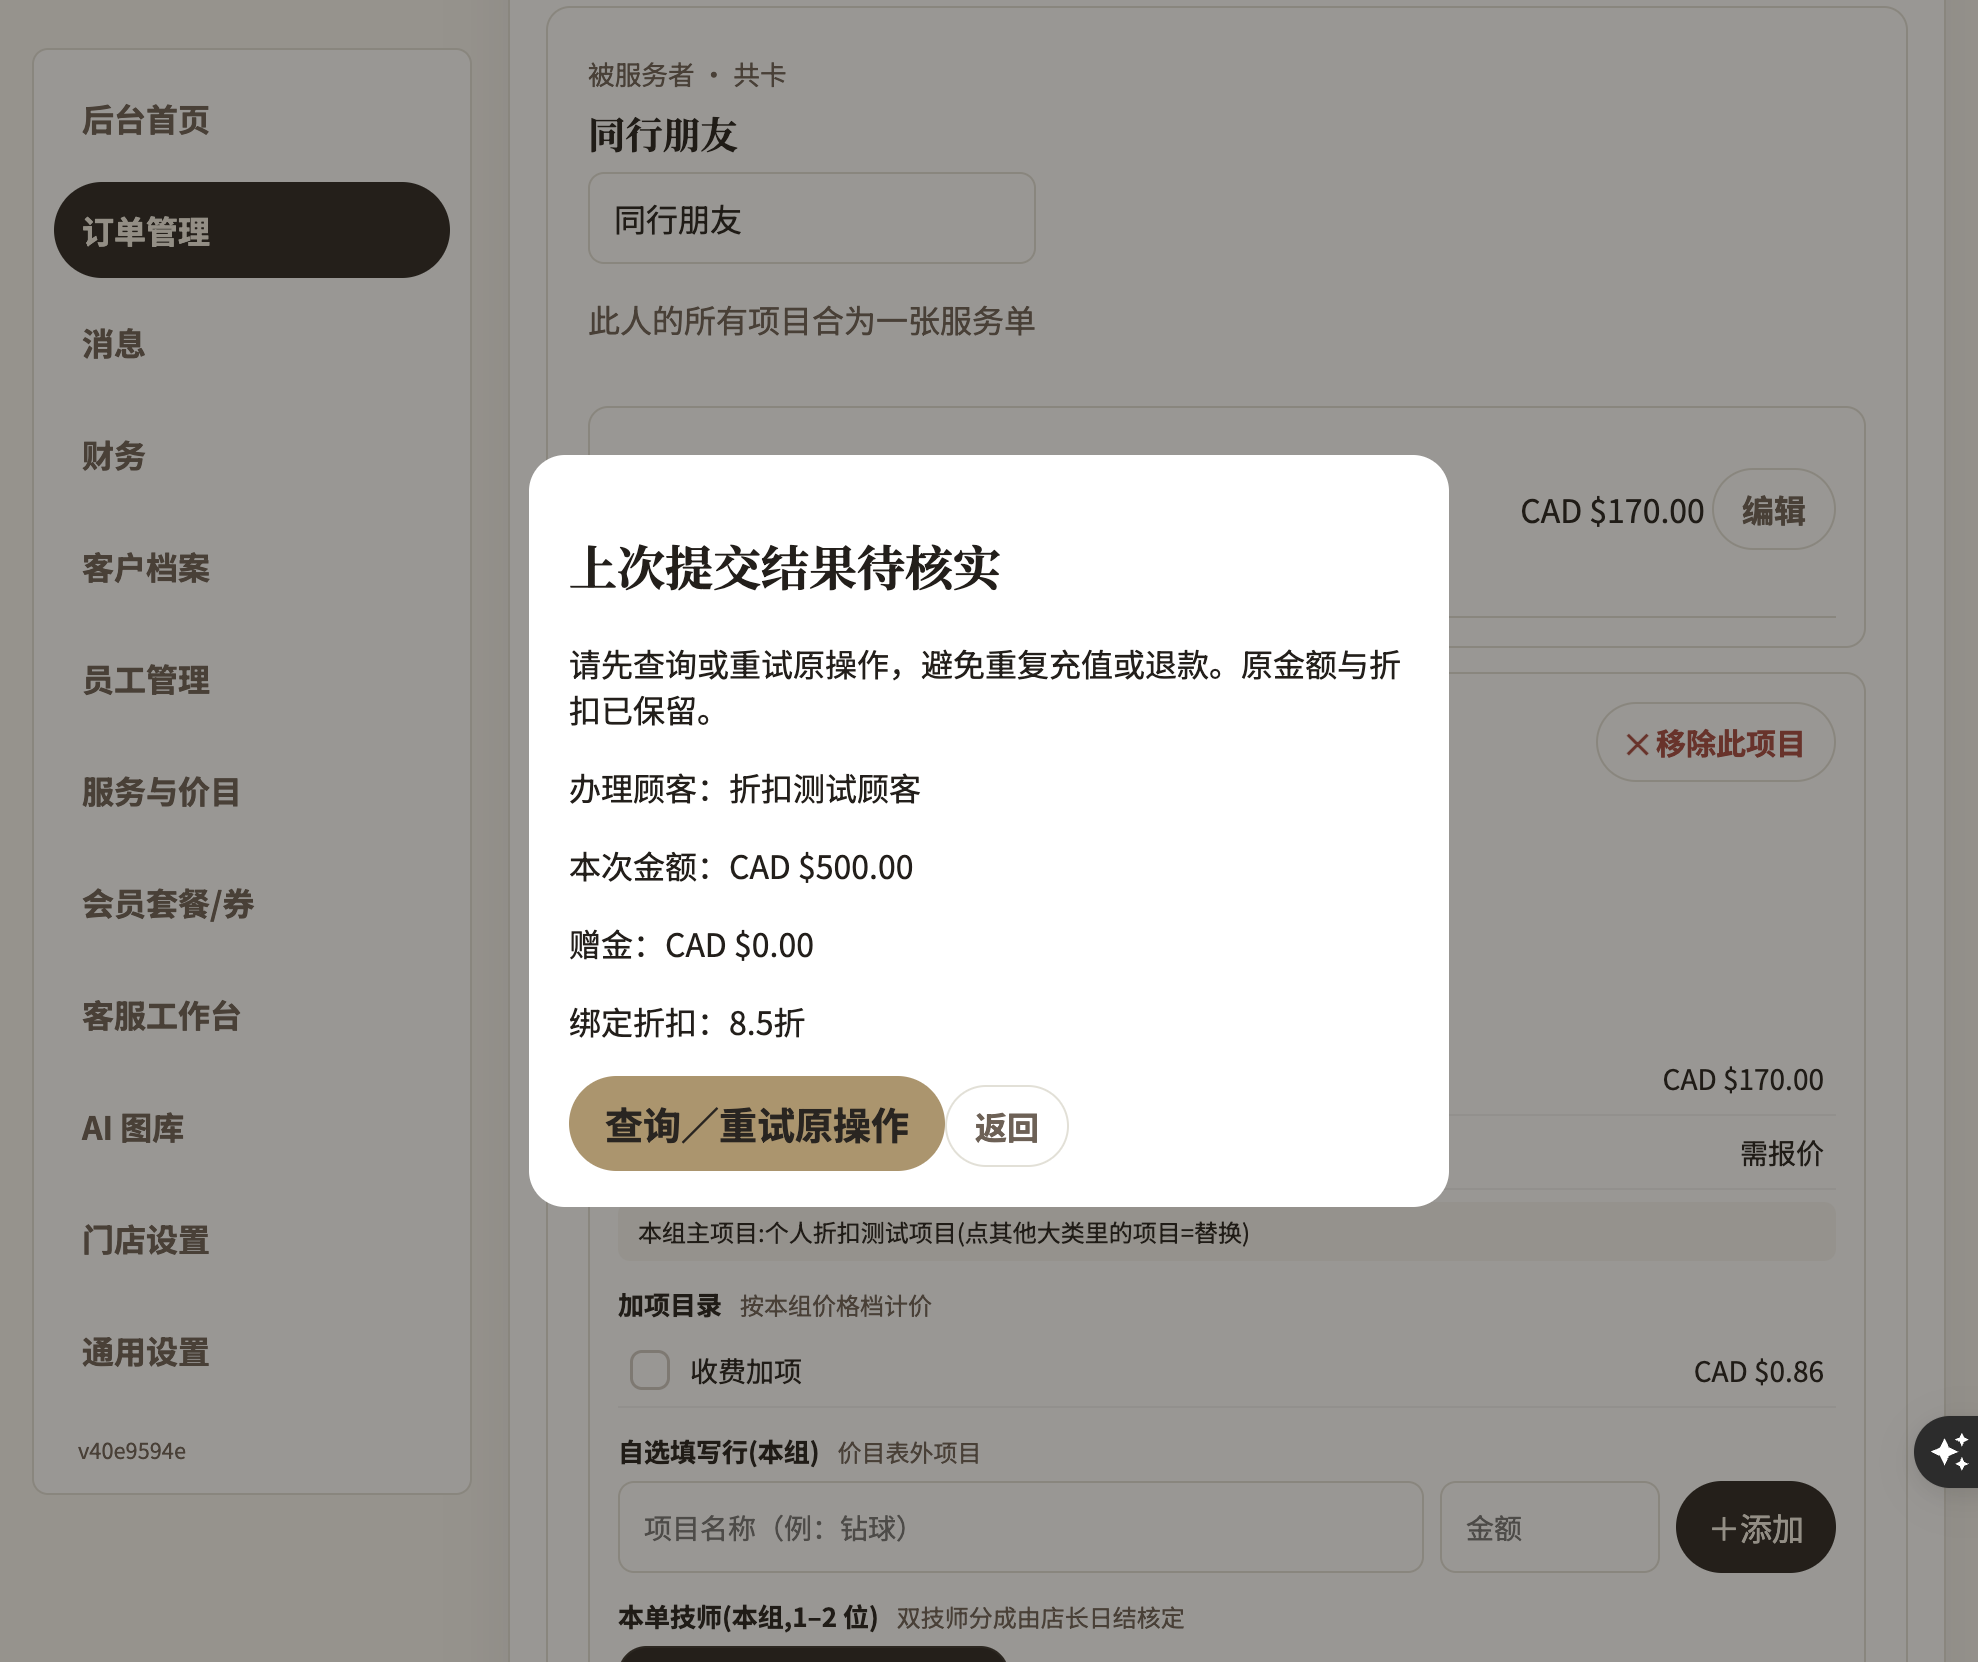 后台首页
订单管理
消息
财务
客户档案
员工管理
服务与价目
会员套餐/券
客服工作台
AI 图库
门店设置
通用设置
v40e9594e
被服务者 · 共卡
同行朋友
同行朋友
此人的所有项目合为一张服务单
CAD $170.00 编辑
×移除此项目
上次提交结果待核实
请先查询或重试原操作，避免重复充值或退款。原金额与折
扣已保留。
办理顾客：折扣测试顾客
本次金额：CAD $500.00
赠金：CAD $0.00
绑定折扣：8.5折
查询／重试原操作 返回
CAD $170.00
需报价
本组主项目:个人折扣测试项目(点其他大类里的项目=替换)
加项目录 按本组价格档计价
收费加项 CAD $0.86
自选填写行(本组) 价目表外项目
项目名称（例：钻球） 金额 ＋添加
本单技师(本组,1–2 位) 双技师分成由店长日结核定